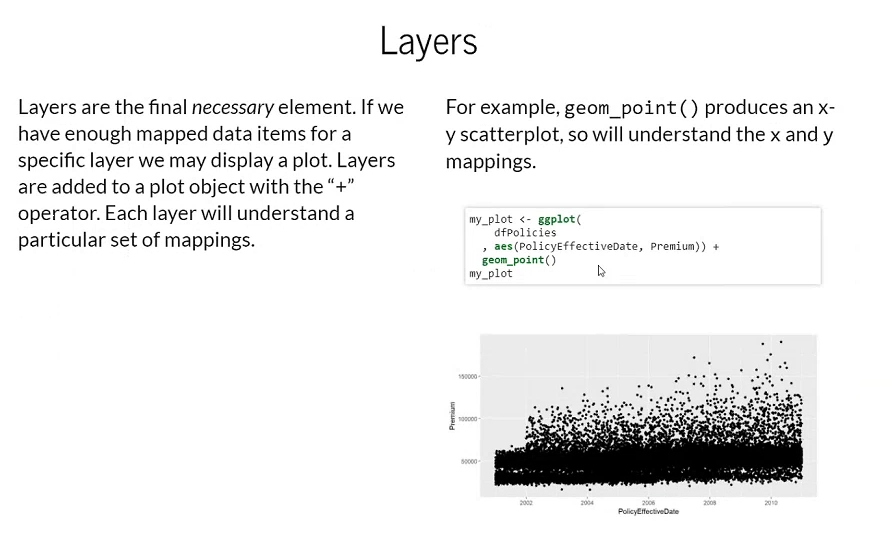 Layers
Layers are the final necessary element. If we
have enough mapped data items for a
specific layer we may display a plot. Layers
are added to a plot object with the “+”
operator. Each layer will understand a
particular set of mappings.
For example, geom_point() produces an x-
y scatterplot, so will understand the x and y
mappings.
my_plot <- ggplot(
    dfPolicies
  , aes(PolicyEffectiveDate, Premium)) +
  geom_point()
my_plot
Premium
150000
100000
50000
2002 2004 2006 2008 2010
PolicyEffectiveDate